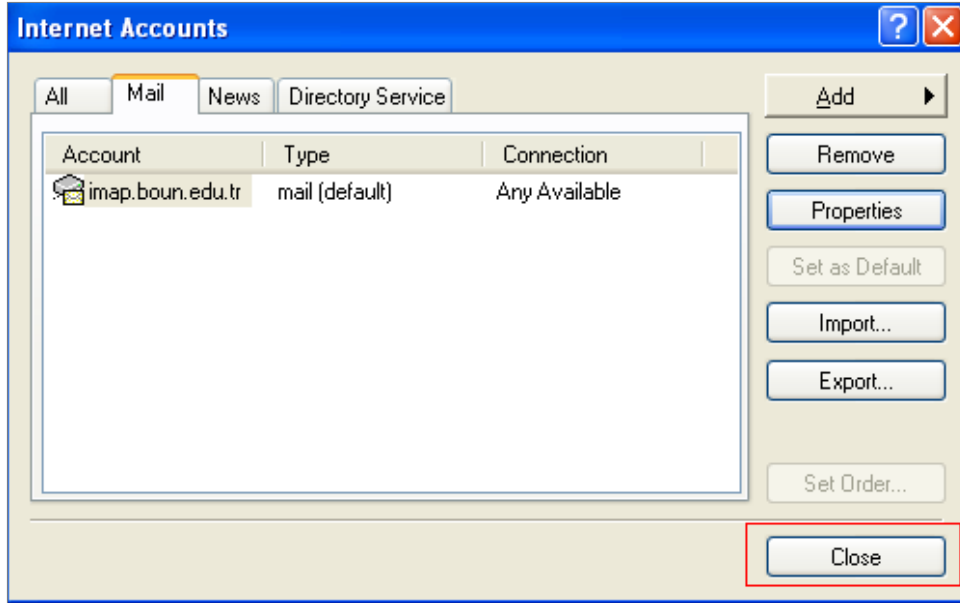 Internet Accounts
All Mail News Directory Service
Add
Account Type Connection
Remove
imap.boun.edu.tr mail (default) Any Available
Properties
Set as Default
Import...
Export...
Set Order...
Close